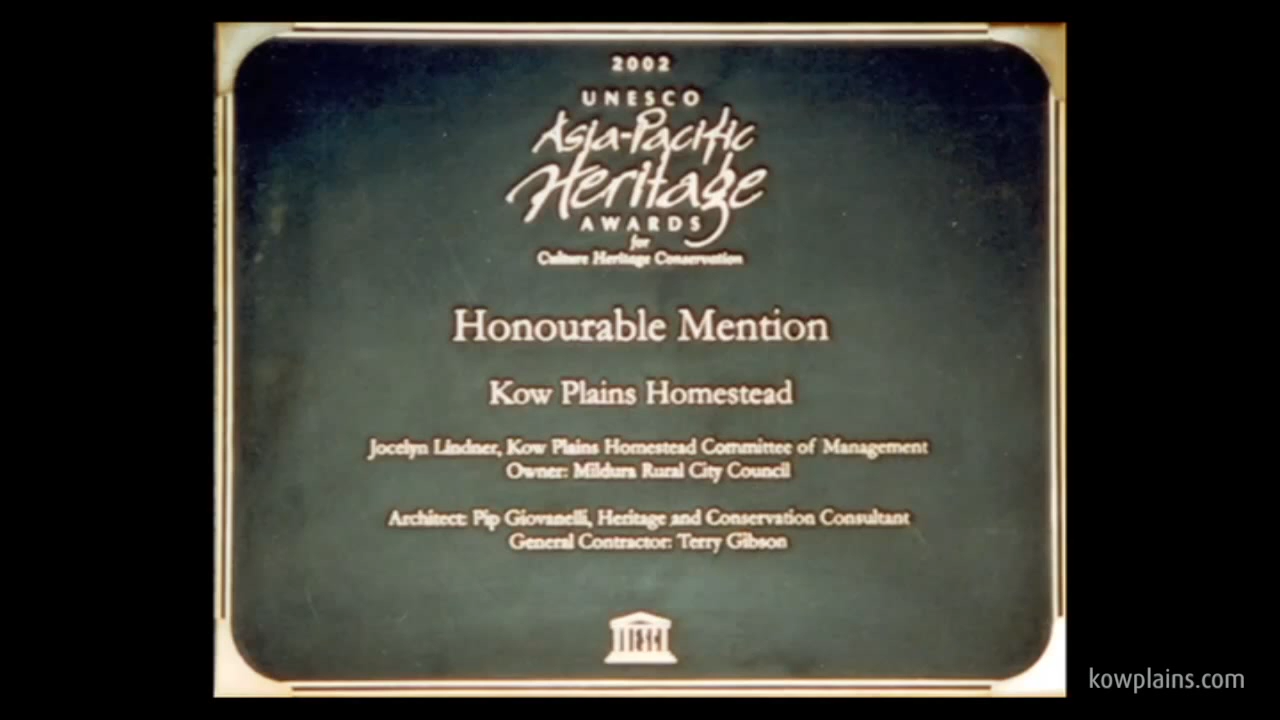 2002
UNESCO
Asia-Pacific
Heritage
AWARDS
for
Culture Heritage Conservation
Honourable Mention
Kow Plains Homestead
Jocelyn Lindner, Kow Plains Homestead Committee of Management
Owner: Mildura Rural City Council
Architect: Pip Giovanelli, Heritage and Conservation Consultant
General Contractor: Terry Gibson
UNESCO
kowplains.com